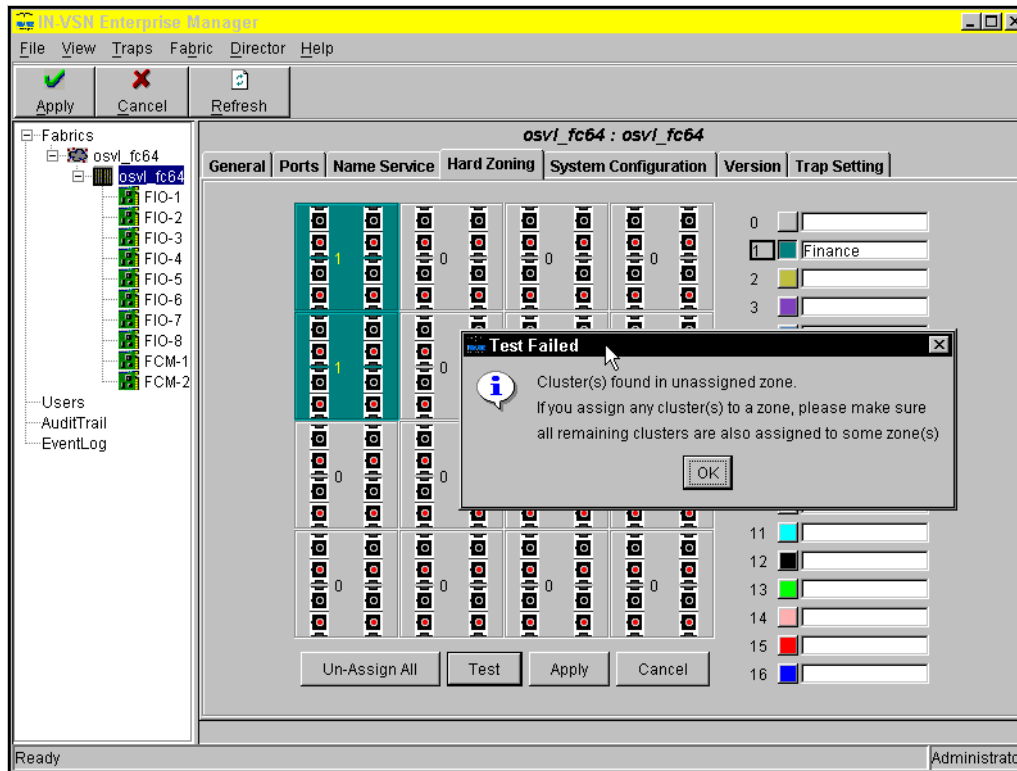 IN-VSN Enterprise Manager
File View Traps Fabric Director Help
Apply Cancel Refresh
Fabrics
osvl_fc64
osvl_fc64
FIO-1
FIO-2
FIO-3
FIO-4
FIO-5
FIO-6
FIO-7
FIO-8
FCM-1
FCM-2
Users
AuditTrail
EventLog
osvl_fc64 : osvl_fc64
General Ports Name Service Hard Zoning System Configuration Version Trap Setting
1 0 0 0
1 0
0 0
0 0 0 0
0
1 Finance
2
3
11
12
13
14
15
16
Test Failed
Cluster(s) found in unassigned zone.
If you assign any cluster(s) to a zone, please make sure
all remaining clusters are also assigned to some zone(s)
OK
Un-Assign All Test Apply Cancel
Ready Administrato